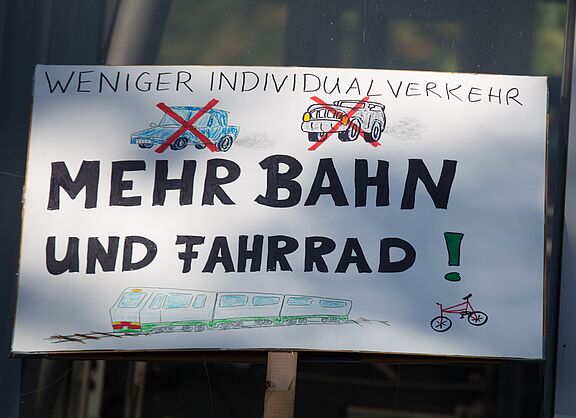 WENIGER INDIVIDUALVERKEHR
MEHR BAHN
UND FAHRRAD !